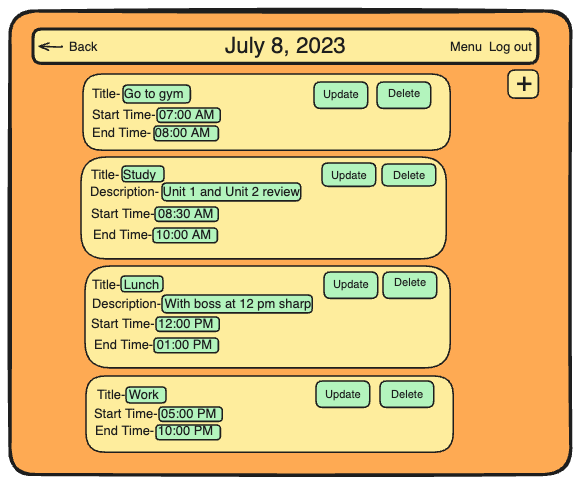 Back July 8, 2023 Menu Log out
+
Title- Go to gym Update Delete
Start Time- 07:00 AM
End Time- 08:00 AM
Title- Study Update Delete
Description- Unit 1 and Unit 2 review
Start Time- 08:30 AM
End Time- 10:00 AM
Title- Lunch Update Delete
Description- With boss at 12 pm sharp
Start Time- 12:00 PM
End Time- 01:00 PM
Title- Work Update Delete
Start Time- 05:00 PM
End Time- 10:00 PM